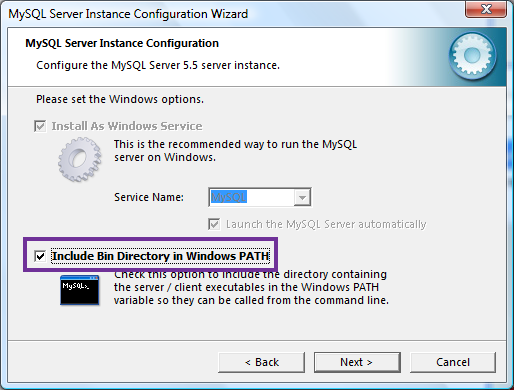 MySQL Server Instance Configuration Wizard
MySQL Server Instance Configuration
Configure the MySQL Server 5.5 server instance.
Please set the Windows options.
Install As Windows Service
This is the recommended way to run the MySQL
server on Windows.
Service Name:
MySQL
Launch the MySQL Server automatically
Include Bin Directory in Windows PATH
Check this option to include the directory containing
the server / client executables in the Windows PATH
variable so they can be called from the command line.
MySQL>_
< Back
Next >
Cancel